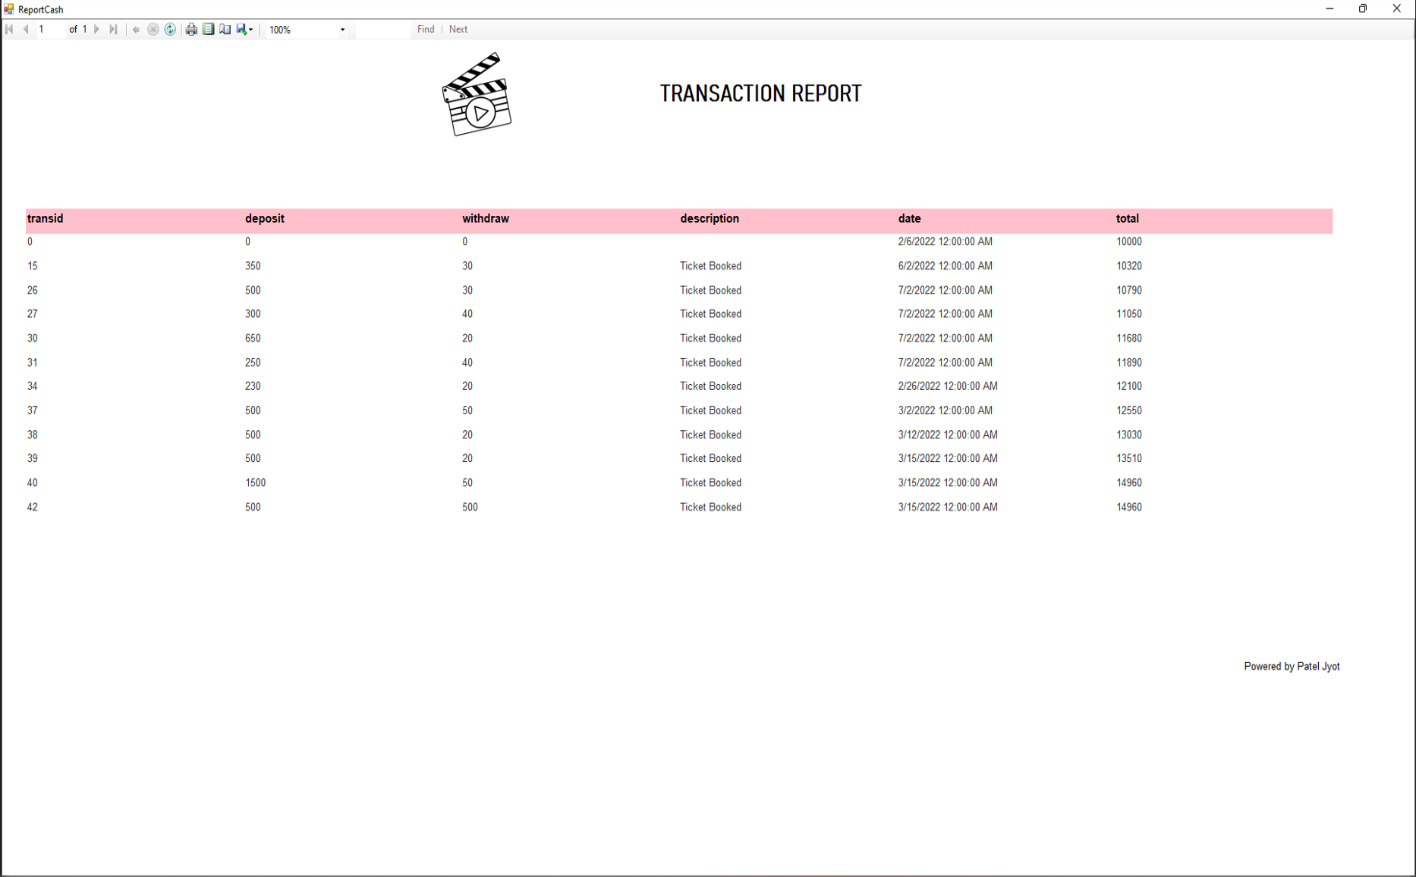 ReportCash
1 of 1 100% Find Next
TRANSACTION REPORT
transid deposit withdraw description date total
0 0 0 2/6/2022 12:00:00 AM 10000
15 350 30 Ticket Booked 6/2/2022 12:00:00 AM 10320
26 500 30 Ticket Booked 7/2/2022 12:00:00 AM 10790
27 300 40 Ticket Booked 7/2/2022 12:00:00 AM 11050
30 650 20 Ticket Booked 7/2/2022 12:00:00 AM 11680
31 250 40 Ticket Booked 7/2/2022 12:00:00 AM 11890
34 230 20 Ticket Booked 2/26/2022 12:00:00 AM 12100
37 500 50 Ticket Booked 3/2/2022 12:00:00 AM 12550
38 500 20 Ticket Booked 3/12/2022 12:00:00 AM 13030
39 500 20 Ticket Booked 3/15/2022 12:00:00 AM 13510
40 1500 50 Ticket Booked 3/15/2022 12:00:00 AM 14960
42 500 500 Ticket Booked 3/15/2022 12:00:00 AM 14960
Powered by Patel Jyot